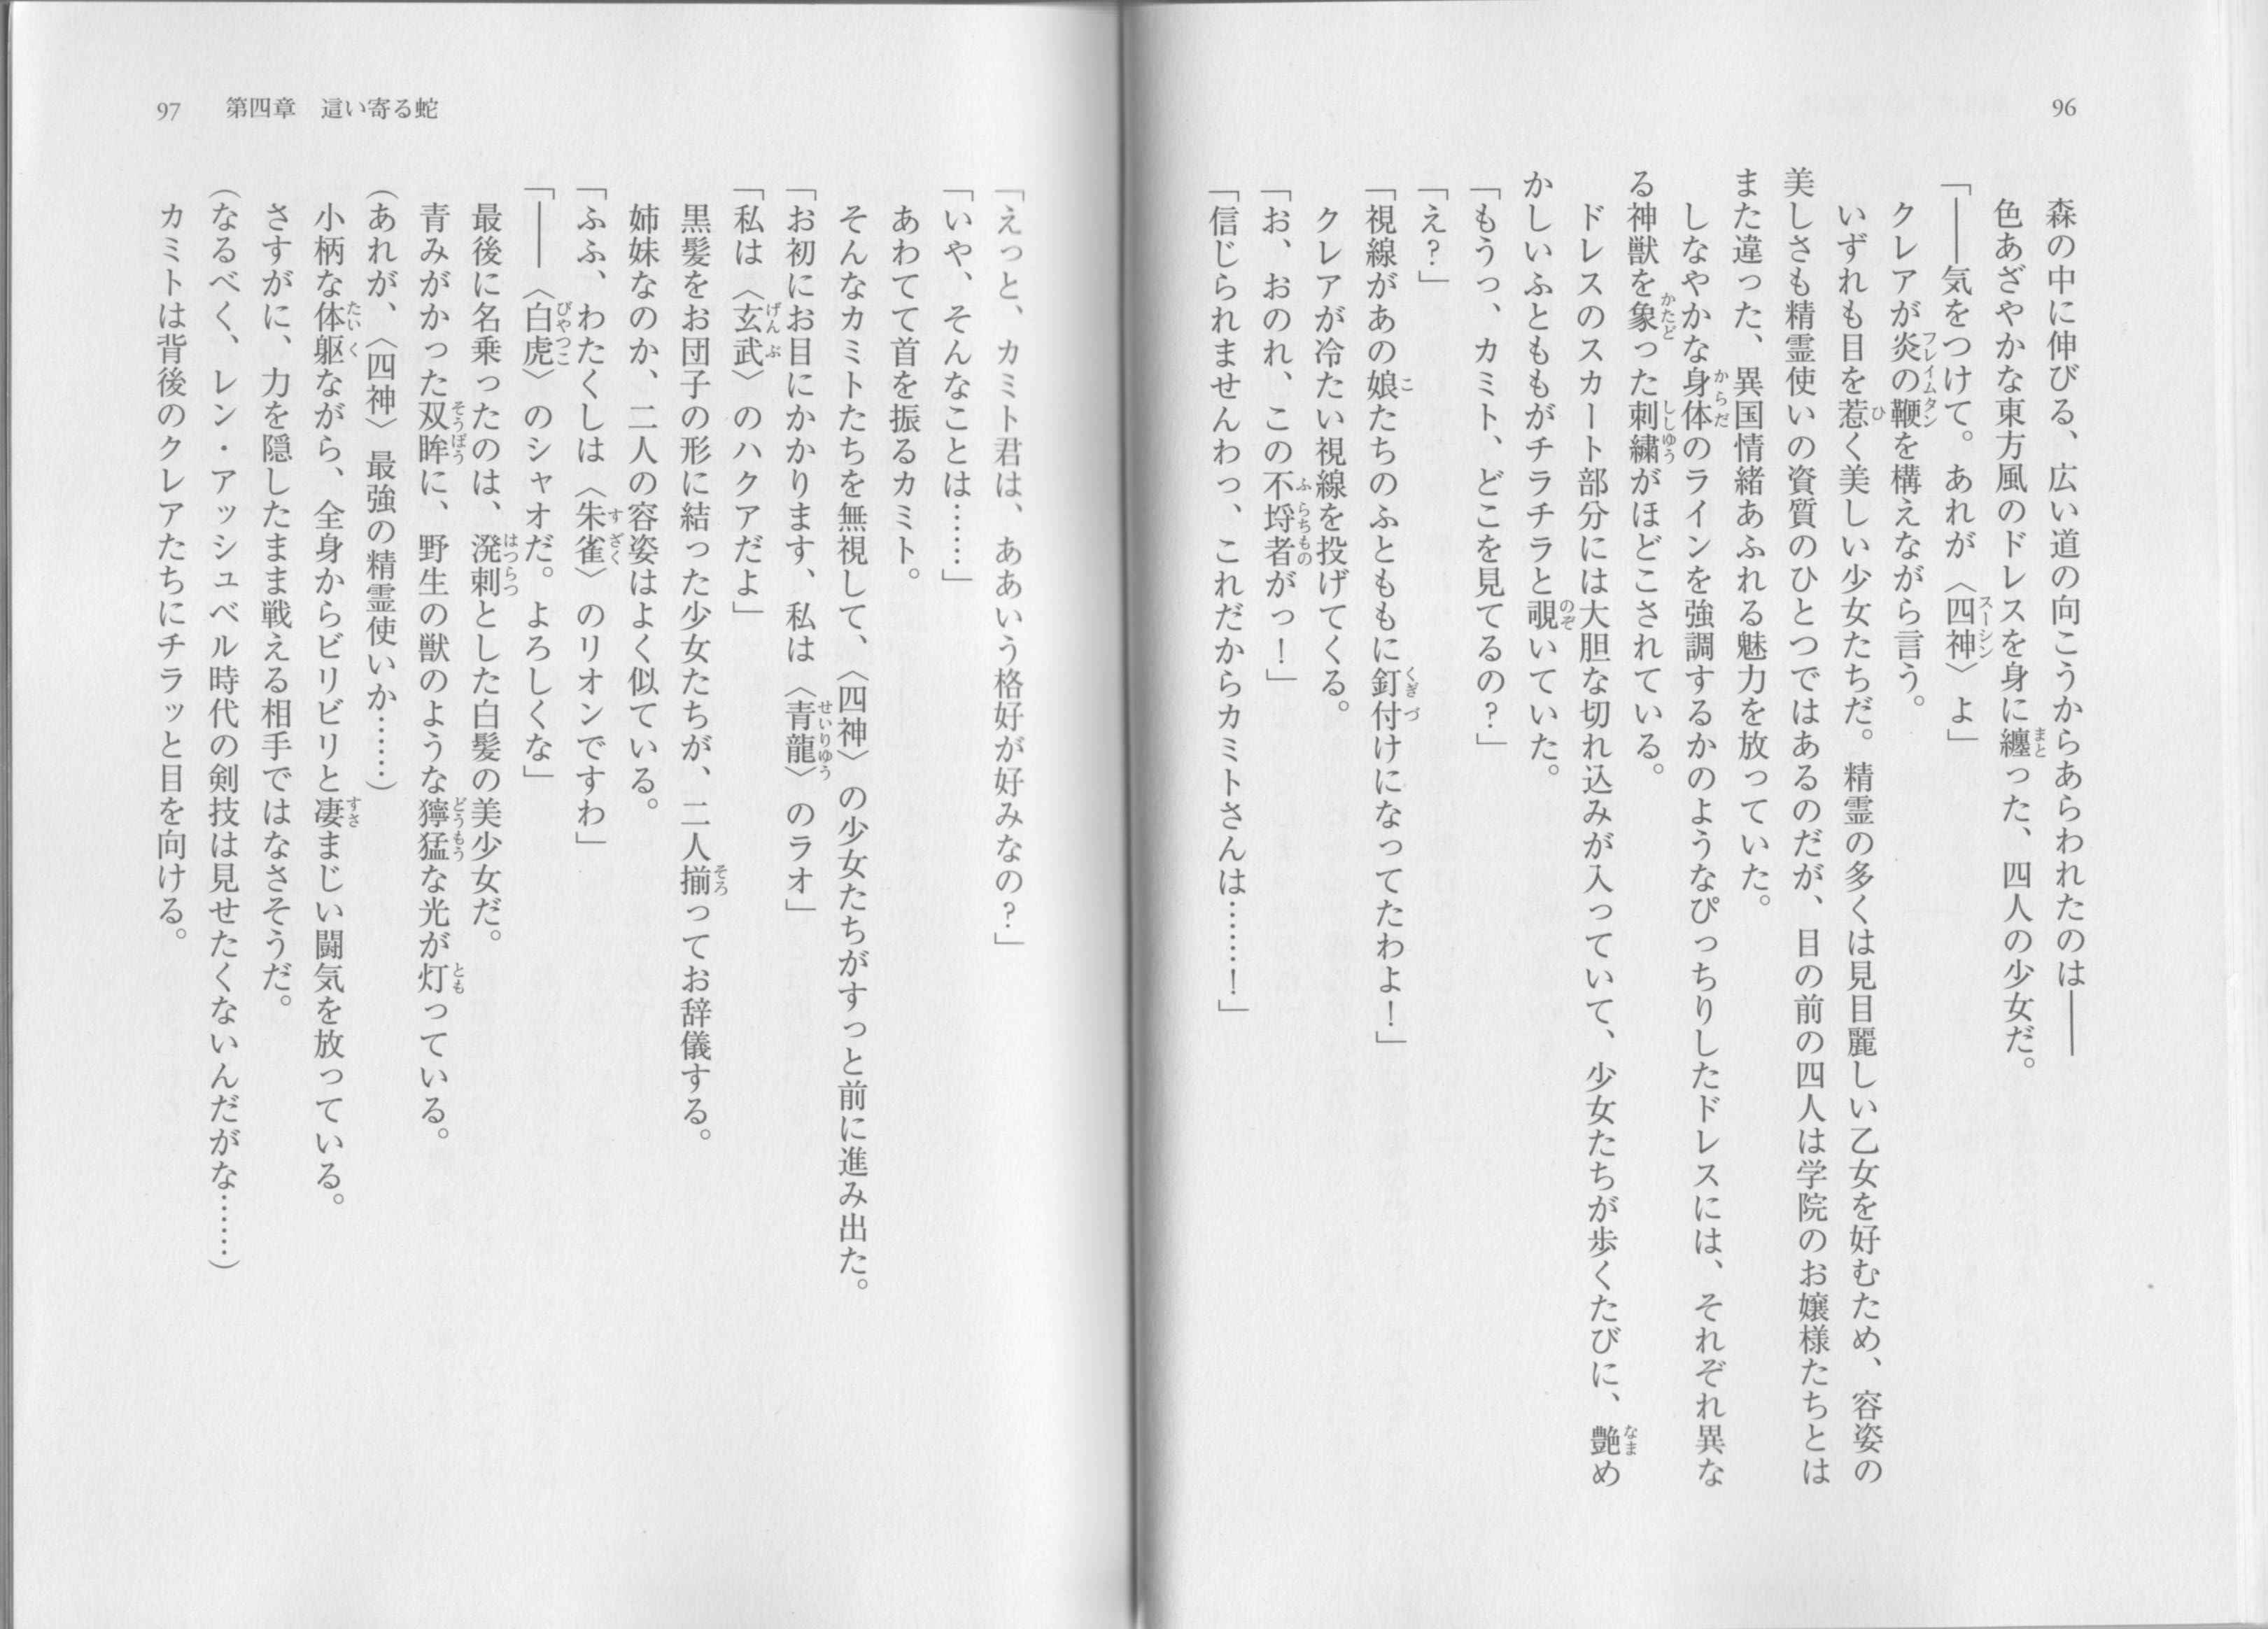 96
森の中に伸びる、広い道の向こうからあらわれたのは――
色あざやかな東方風のドレスを身に纏った、四人の少女だ。
「――気をつけて。あれが〈四神〉よ」
クレアが炎の鞭を構えながら言う。
いずれも目を惹く美しい少女たちだ。精霊の多くは見目麗しい乙女を好むため、容姿の
美しさも精霊使いの資質のひとつではあるのだが、目の前の四人は学院のお嬢様たちとは
また違った、異国情緒あふれる魅力を放っていた。
しなやかな身体のラインを強調するかのようなぴっちりしたドレスには、それぞれ異な
る神獣を象った刺繍がほどこされている。
ドレスのスカート部分には大胆な切れ込みが入っていて、少女たちが歩くたびに、艶め
かしいふとももがチラチラと覗いていた。
「もうっ、カミト、どこを見てるの？」
「え？」
「視線があの娘たちのふとももに釘付けになってたわよ！」
クレアが冷たい視線を投げてくる。
「お、おのれ、この不埒者がっ！」
「信じられませんわっ、これだからカミトさんは……！」
97 第四章 這い寄る蛇
「えっと、カミト君は、ああいう格好が好みなの？」
「いや、そんなことは……」
あわてて首を振るカミト。
そんなカミトたちを無視して、〈四神〉の少女たちがすっと前に進み出た。
「お初にお目にかかります、私は〈青龍〉のラオ」
「私は〈玄武〉のハクアだよ」
黒髪をお団子の形に結った少女たちが、二人揃ってお辞儀する。
姉妹なのか、二人の容姿はよく似ている。
「ふふ、わたくしは〈朱雀〉のリオンですわ」
「――〈白虎〉のシャオだ。よろしくな」
最後に名乗ったのは、溌剌とした白髪の美少女だ。
青みがかった双眸に、野生の獣のような獰猛な光が灯っている。
（あれが、〈四神〉最強の精霊使いか……）
小柄な体躯ながら、全身からビリビリと凄まじい闘気を放っている。
さすがに、力を隠したまま戦える相手ではなさそうだ。
（なるべく、レン・アッシュベル時代の剣技は見せたくないんだがな……）
カミトは背後のクレアたちにチラッと目を向ける。